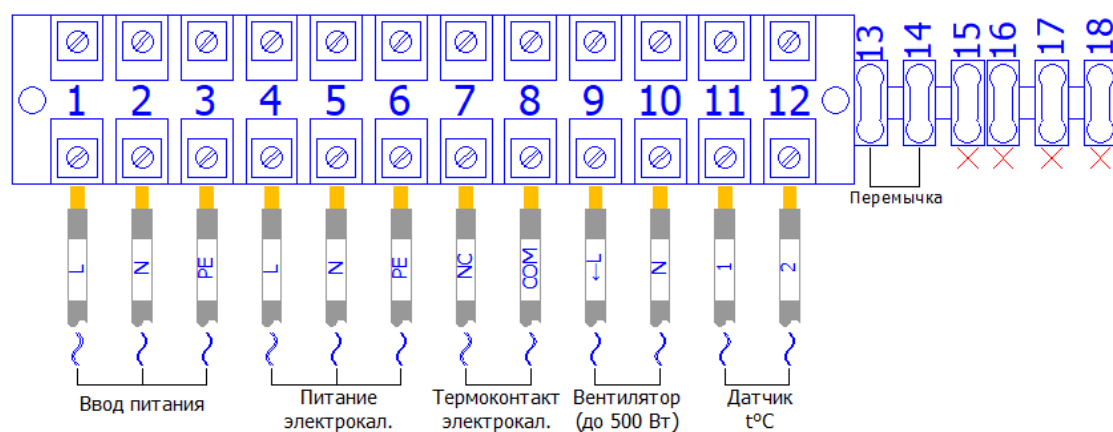 1 2 3 4 5 6 7 8 9 10 11 12 13 14 15 16 17 18
Перемычка
L N PE L N PE NC COM ←L N 1 2
Ввод питания
Питание
электрокал.
Термоконтакт
электрокал.
Вентилятор
(до 500 Вт)
Датчик
t°C